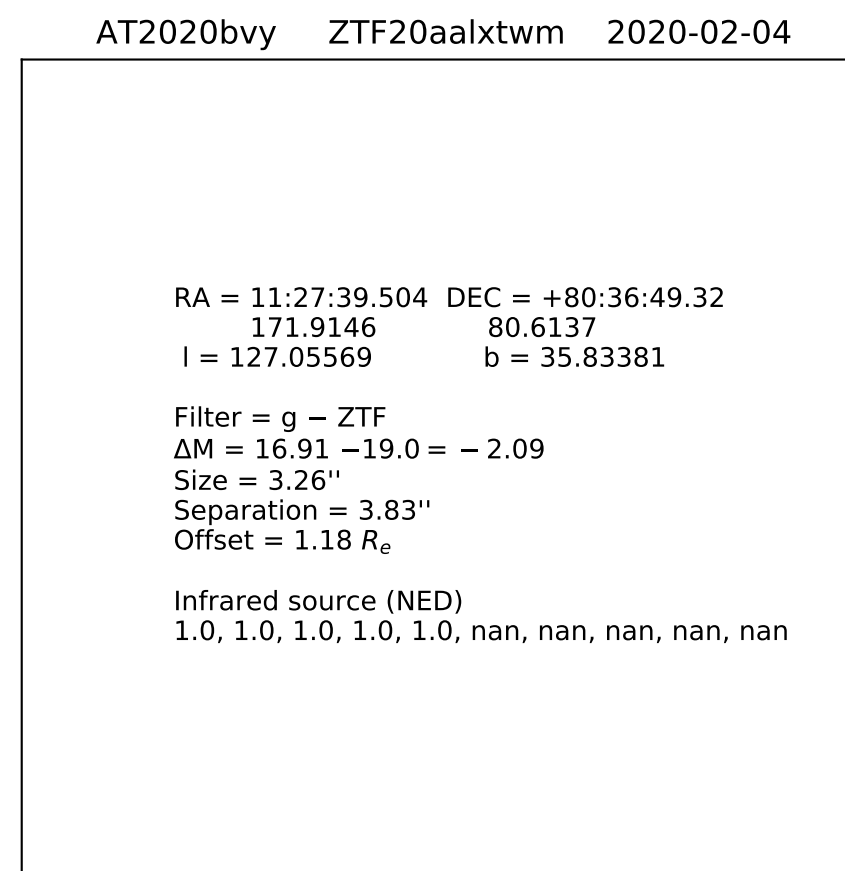 AT2020bvy ZTF20aalxtwm 2020-02-04
RA = 11:27:39.504 DEC = +80:36:49.32
171.9146 80.6137
l = 127.05569 b = 35.83381
Filter = g − ZTF
ΔM = 16.91 −19.0 = − 2.09
Size = 3.26''
Separation = 3.83''
Offset = 1.18 Re
Infrared source (NED)
1.0, 1.0, 1.0, 1.0, 1.0, nan, nan, nan, nan, nan